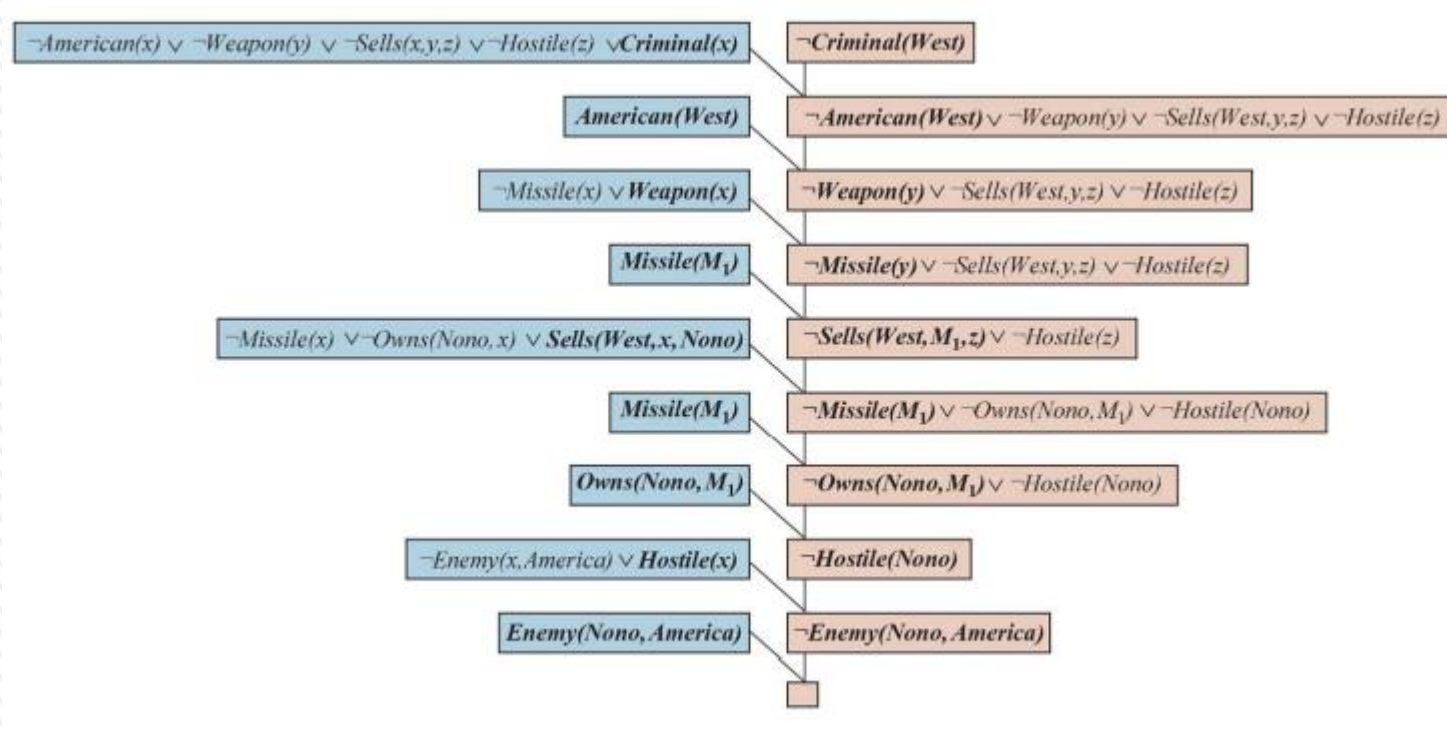 ¬American(x) ∨ ¬Weapon(y) ∨ ¬Sells(x,y,z) ∨ ¬Hostile(z) ∨ Criminal(x) ¬Criminal(West)
American(West) ¬American(West) ∨ ¬Weapon(y) ∨ ¬Sells(West,y,z) ∨ ¬Hostile(z)
¬Missile(x) ∨ Weapon(x) ¬Weapon(y) ∨ ¬Sells(West,y,z) ∨ ¬Hostile(z)
Missile(M₁) ¬Missile(y) ∨ ¬Sells(West,y,z) ∨ ¬Hostile(z)
¬Missile(x) ∨ ¬Owns(Nono,x) ∨ Sells(West,x,Nono) ¬Sells(West,M₁,z) ∨ ¬Hostile(z)
Missile(M₁) ¬Missile(M₁) ∨ ¬Owns(Nono,M₁) ∨ ¬Hostile(Nono)
Owns(Nono,M₁) ¬Owns(Nono,M₁) ∨ ¬Hostile(Nono)
¬Enemy(x,America) ∨ Hostile(x) ¬Hostile(Nono)
Enemy(Nono,America) ¬Enemy(Nono,America)